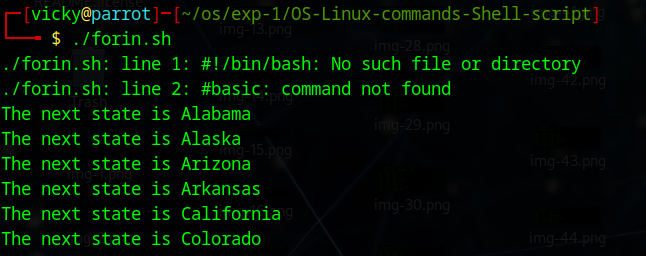 ┌─[vicky@parrot]─[~/os/exp-1/OS-Linux-commands-Shell-script]
└──╼ $ ./forin.sh
./forin.sh: line 1: #!/bin/bash: No such file or directory
./forin.sh: line 2: #basic: command not found
The next state is Alabama
The next state is Alaska
The next state is Arizona
The next state is Arkansas
The next state is California
The next state is Colorado
img-13.png
img-28.png
img-42.png
Trash
img-29.png
img-15.png
img-43.png
img-1.png
img-30.png
img-44.png